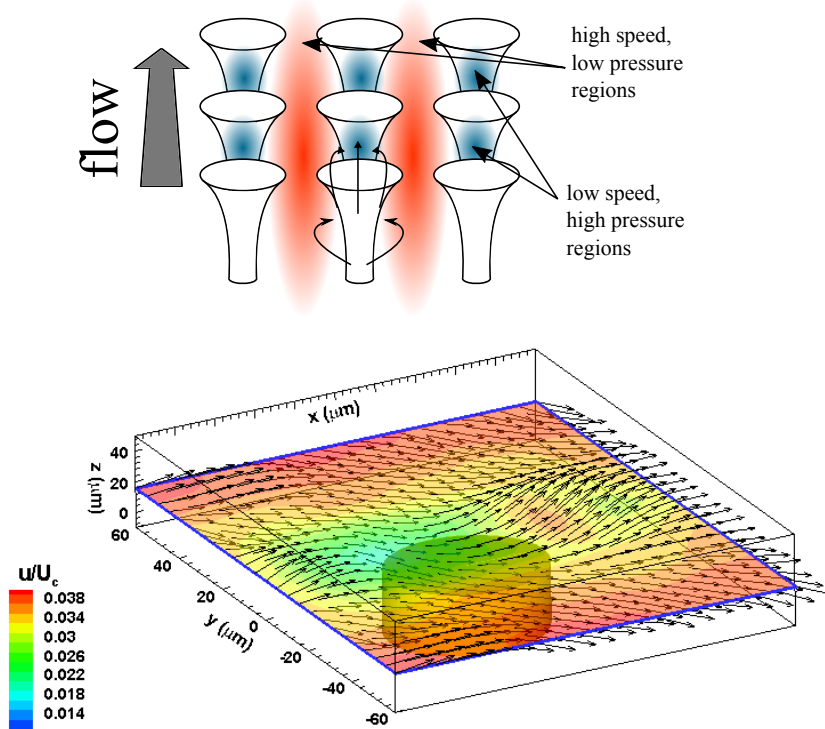 flow
high speed,
low pressure
regions
low speed,
high pressure
regions
x (μm)
z (μm)
40
20
0
60
40
20
0
-20
-40
-60
y (μm)
u/Uc
0.038
0.034
0.03
0.026
0.022
0.018
0.014